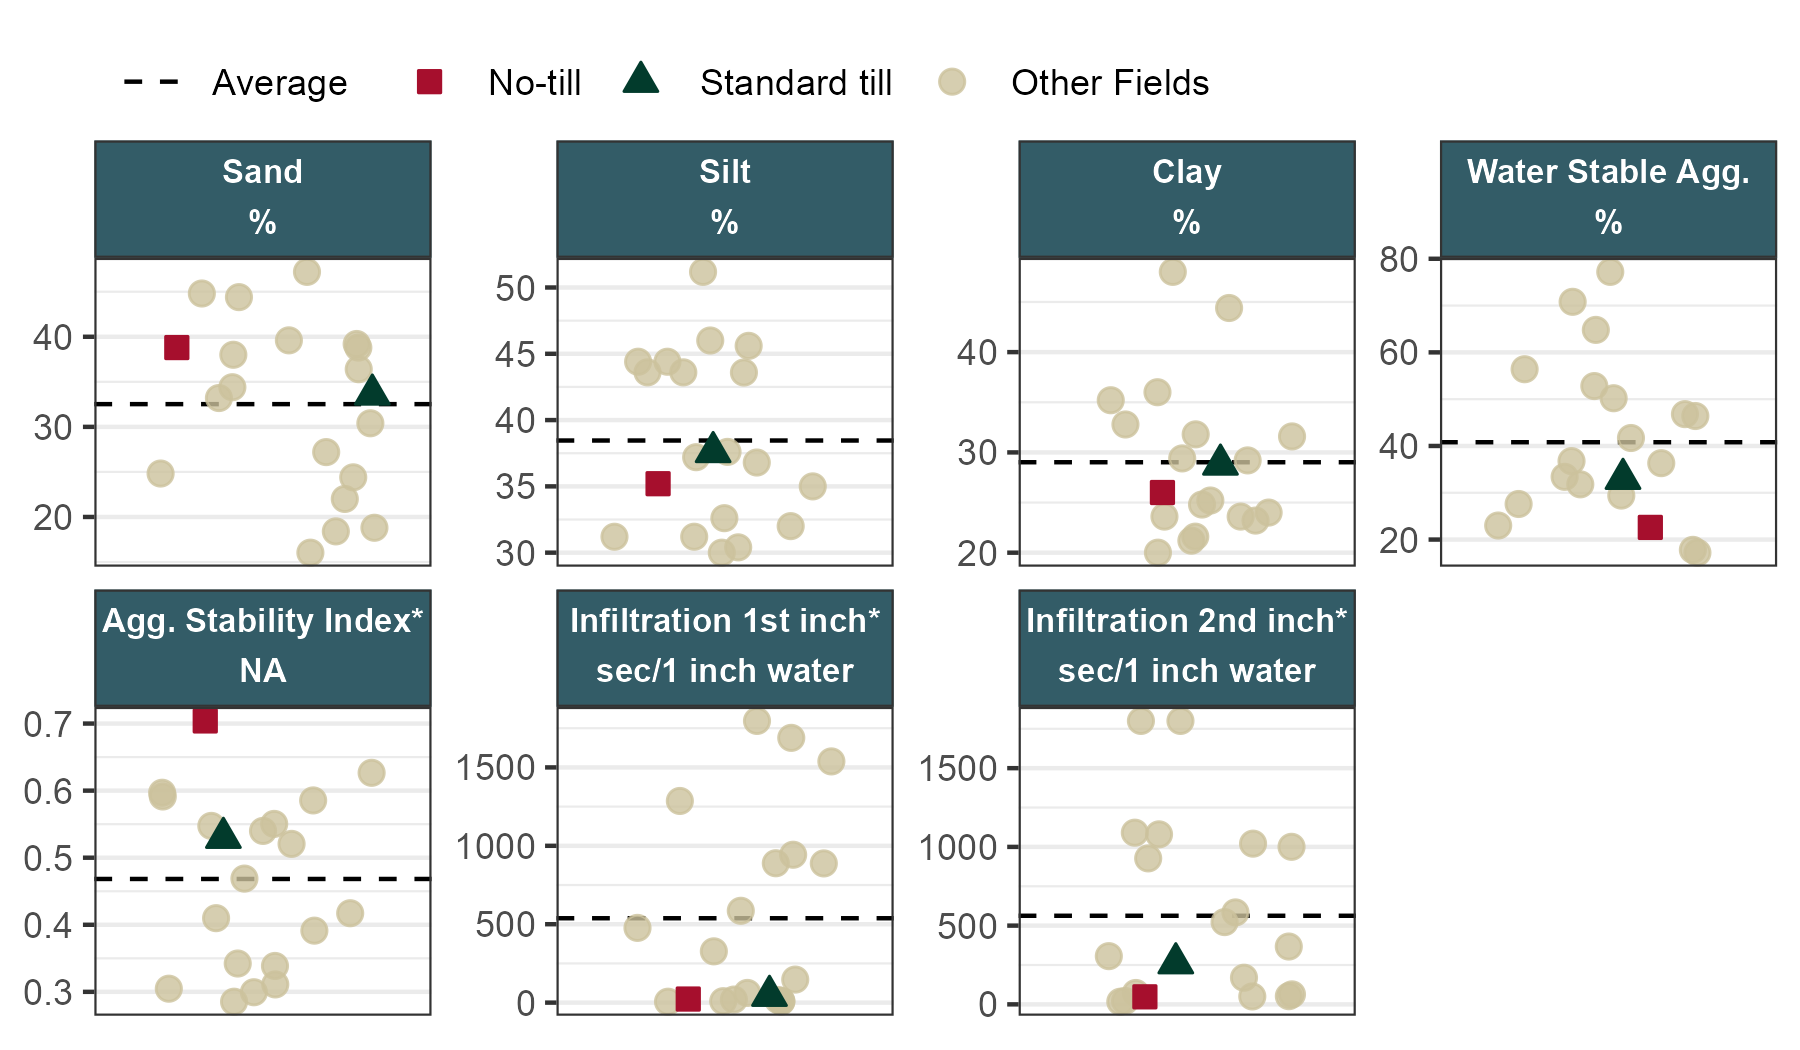 Average No-till Standard till Other Fields
Sand
%
40
30
20
Silt
%
50
45
40
35
30
Clay
%
40
30
20
Water Stable Agg.
%
80
60
40
20
Agg. Stability Index*
NA
0.7
0.6
0.5
0.4
0.3
Infiltration 1st inch*
sec/1 inch water
1500
1000
500
0
Infiltration 2nd inch*
sec/1 inch water
1500
1000
500
0